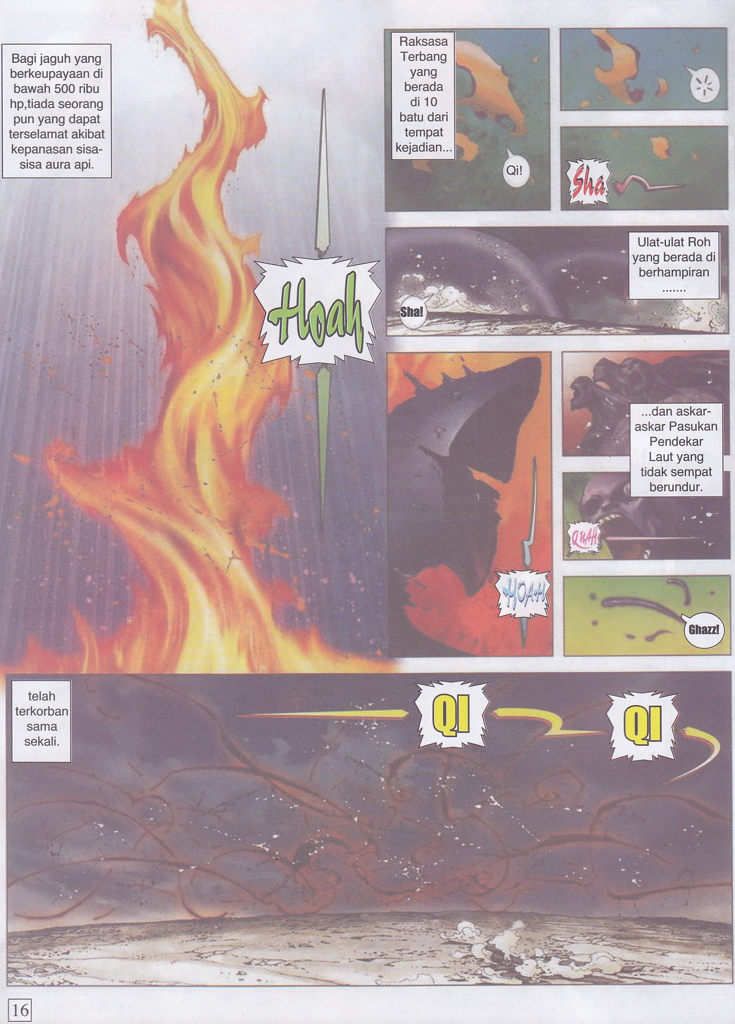 Bagi jaguh yang
berkeupayaan di
bawah 500 ribu
hp,tiada seorang
pun yang dapat
terselamat akibat
kepanasan sisa-
sisa aura api.
Hoah
Raksasa
Terbang
yang
berada
di 10
batu dari
tempat
kejadian...
Qi!
Sha
Ulat-ulat Roh
yang berada di
berhampiran
.......
Sha!
HOAH
...dan askar-
askar Pasukan
Pendekar
Laut yang
tidak sempat
berundur.
QUAH
Ghazz!
telah
terkorban
sama
sekali.
QI
QI
16